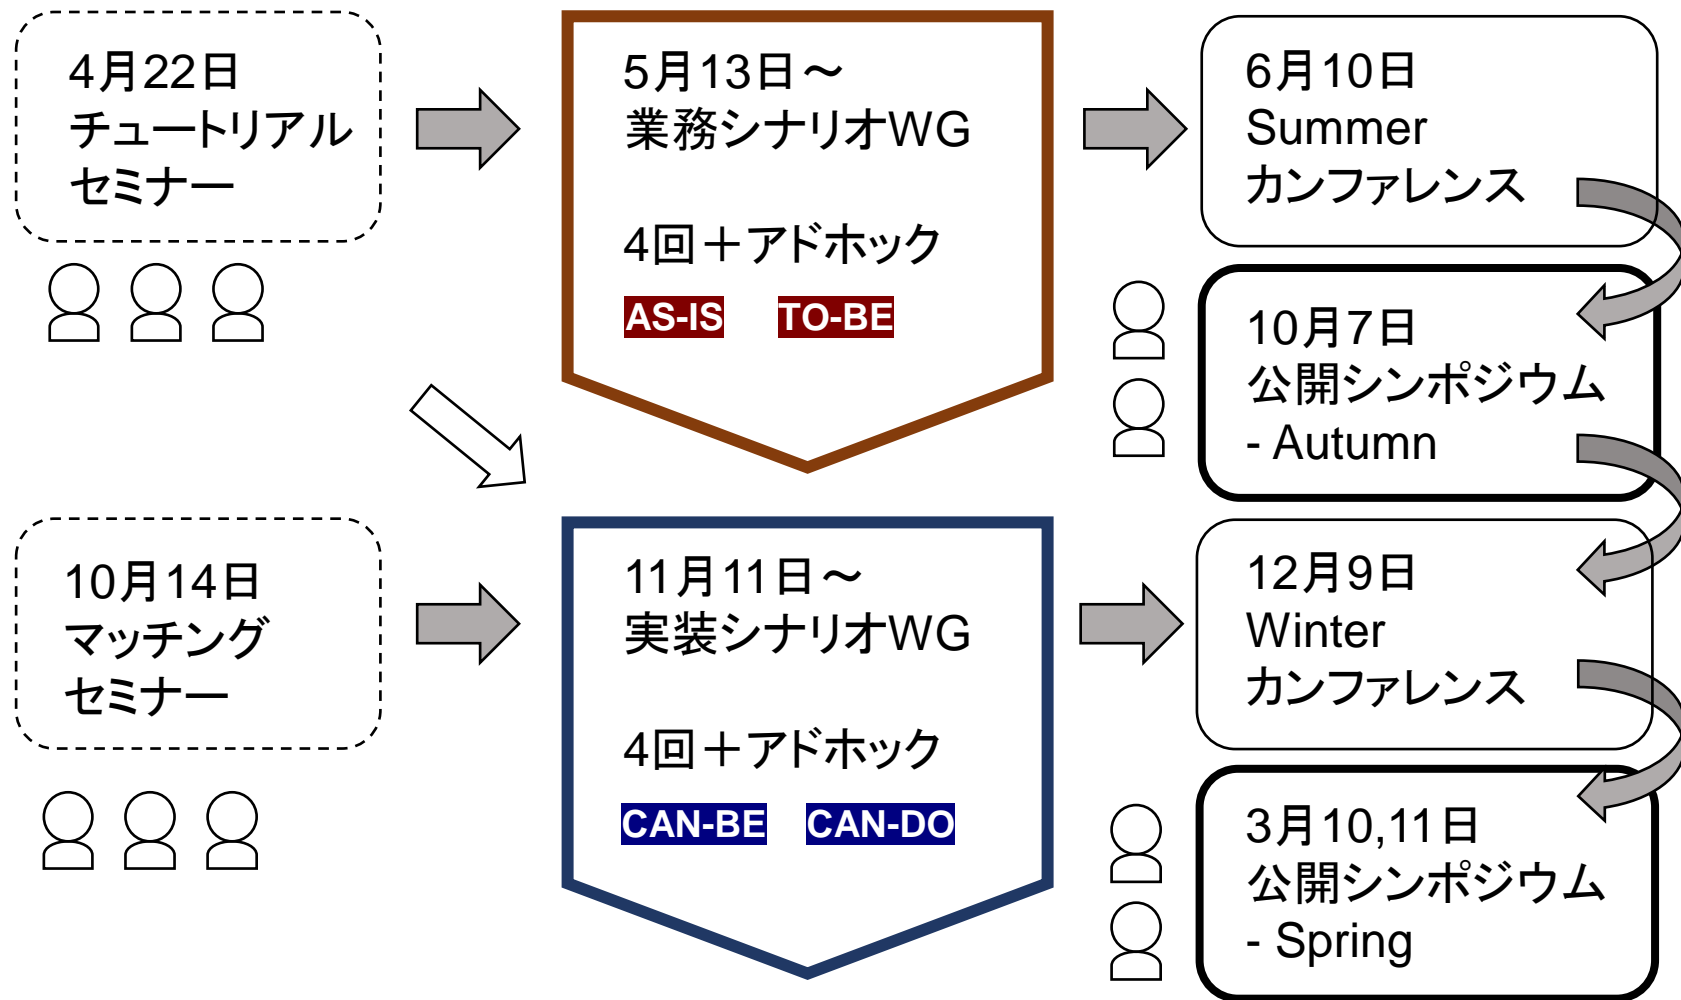 4月22日
チュートリアル
セミナー
5月13日～
業務シナリオWG
4回＋アドホック
AS-IS TO-BE
6月10日
Summer
カンファレンス
10月7日
公開シンポジウム
- Autumn
10月14日
マッチング
セミナー
11月11日～
実装シナリオWG
4回＋アドホック
CAN-BE CAN-DO
12月9日
Winter
カンファレンス
3月10,11日
公開シンポジウム
- Spring